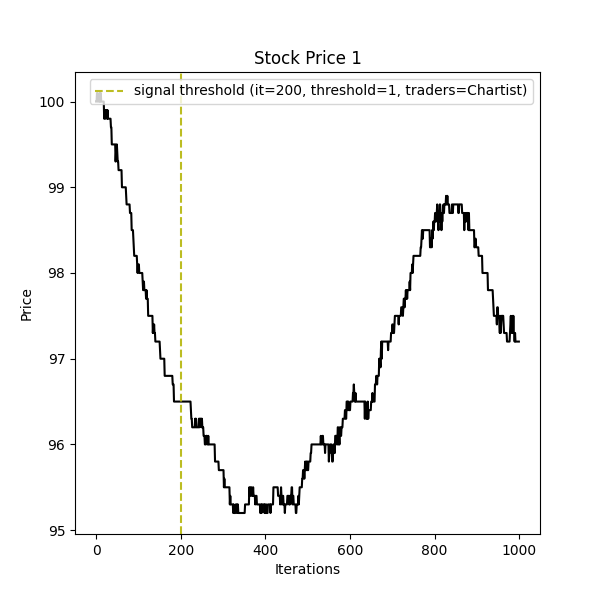 Stock Price 1
signal threshold (it=200, threshold=1, traders=Chartist)
100
99
98
97
96
95
Price
0 200 400 600 800 1000
Iterations